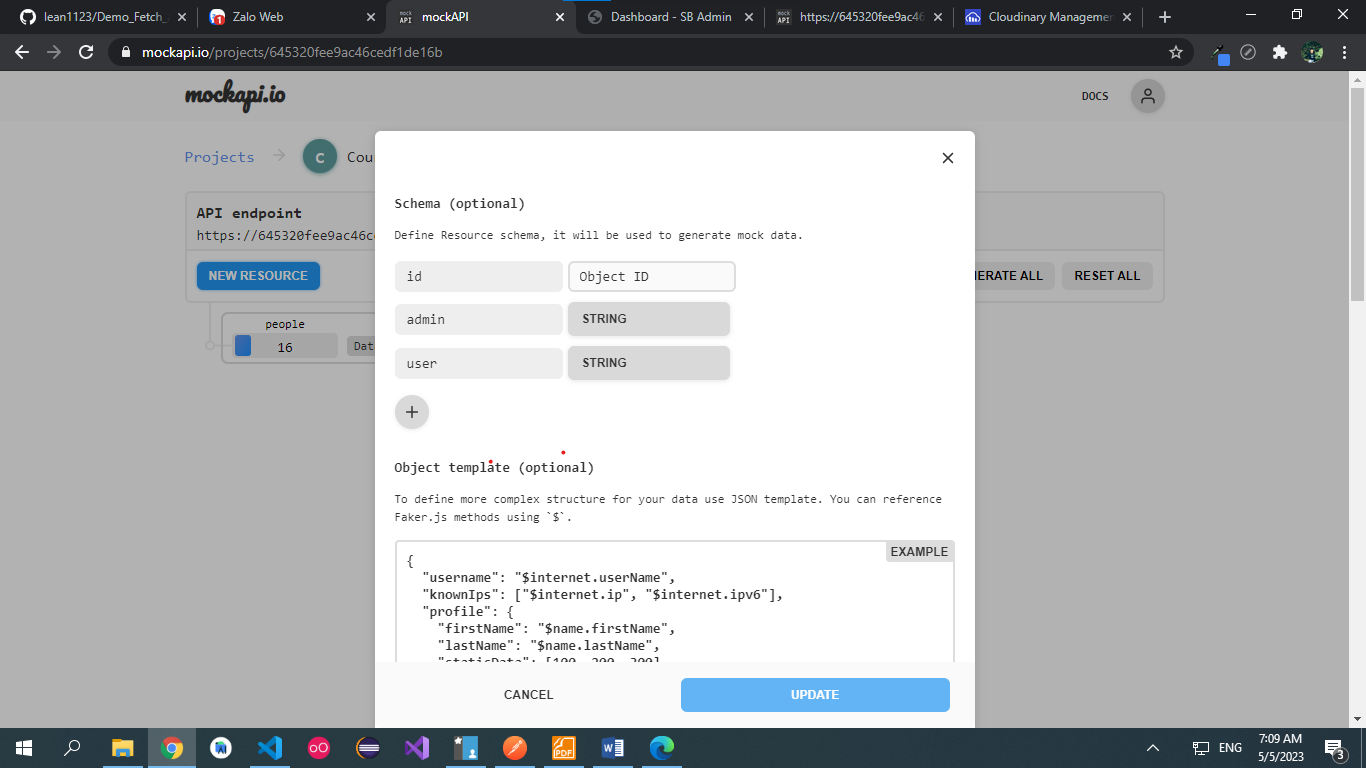 lean1123/Demo_Fetch_
Zalo Web
mockAPI
Dashboard - SB Admin
https://645320fee9ac46
Cloudinary Managemen
mockapi.io/projects/645320fee9ac46cedf1de16b
mockapi.io
DOCS
Projects
C
Cou
API endpoint
https://645320fee9ac46c
NEW RESOURCE
NERATE ALL
RESET ALL
people
16
Dat
Schema (optional)
Define Resource schema, it will be used to generate mock data.
id
Object ID
admin
STRING
user
STRING
Object template (optional)
To define more complex structure for your data use JSON template. You can reference
Faker.js methods using `$`.
EXAMPLE
{
"username": "$internet.userName",
"knownIps": ["$internet.ip", "$internet.ipv6"],
"profile": {
"firstName": "$name.firstName",
"lastName": "$name.lastName",
"staticData": [100, 200, 300]
CANCEL
UPDATE
ENG
7:09 AM
5/5/2023
3